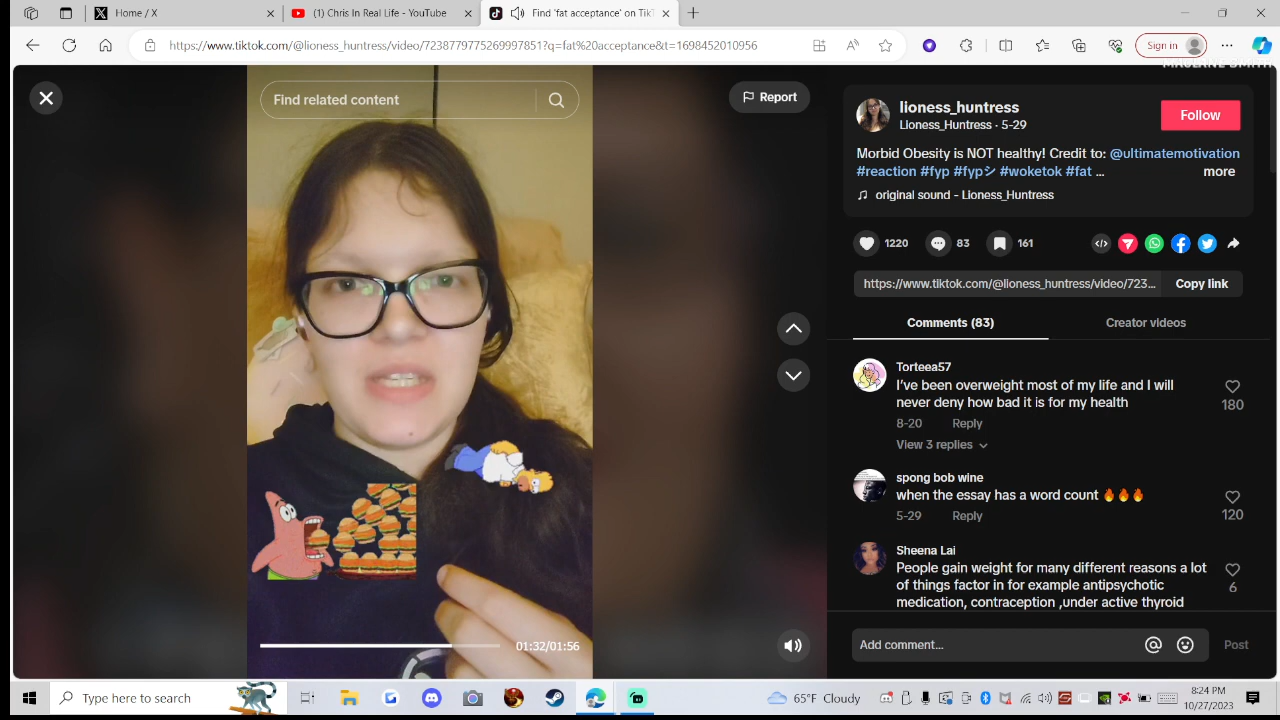 Home / X
(1) Chris In Real Life - YouTube
Find 'fat acceptance' on TikT
https://www.tiktok.com/@lioness_huntress/video/7238779775269997851?q=fat%20acceptance&t=1698452010956
Sign in
Find related content
Report
lioness_huntress
Lioness_Huntress · 5-29
Follow
Morbid Obesity is NOT healthy! Credit to: @ultimatemotivation
#reaction #fyp #fypシ #woketok #fat ...
more
original sound - Lioness_Huntress
1220
83
161
https://www.tiktok.com/@lioness_huntress/video/723...
Copy link
Comments (83)
Creator videos
Torteea57
I've been overweight most of my life and I will
never deny how bad it is for my health
180
8-20
Reply
View 3 replies
spong bob wine
when the essay has a word count 🔥🔥🔥
120
5-29
Reply
Sheena Lai
People gain weight for many different reasons a lot
of things factor in for example antipsychotic
medication, contraception ,under active thyroid
6
01:32/01:56
Add comment...
Post
Type here to search
65°F Cloudy
8:24 PM
10/27/2023